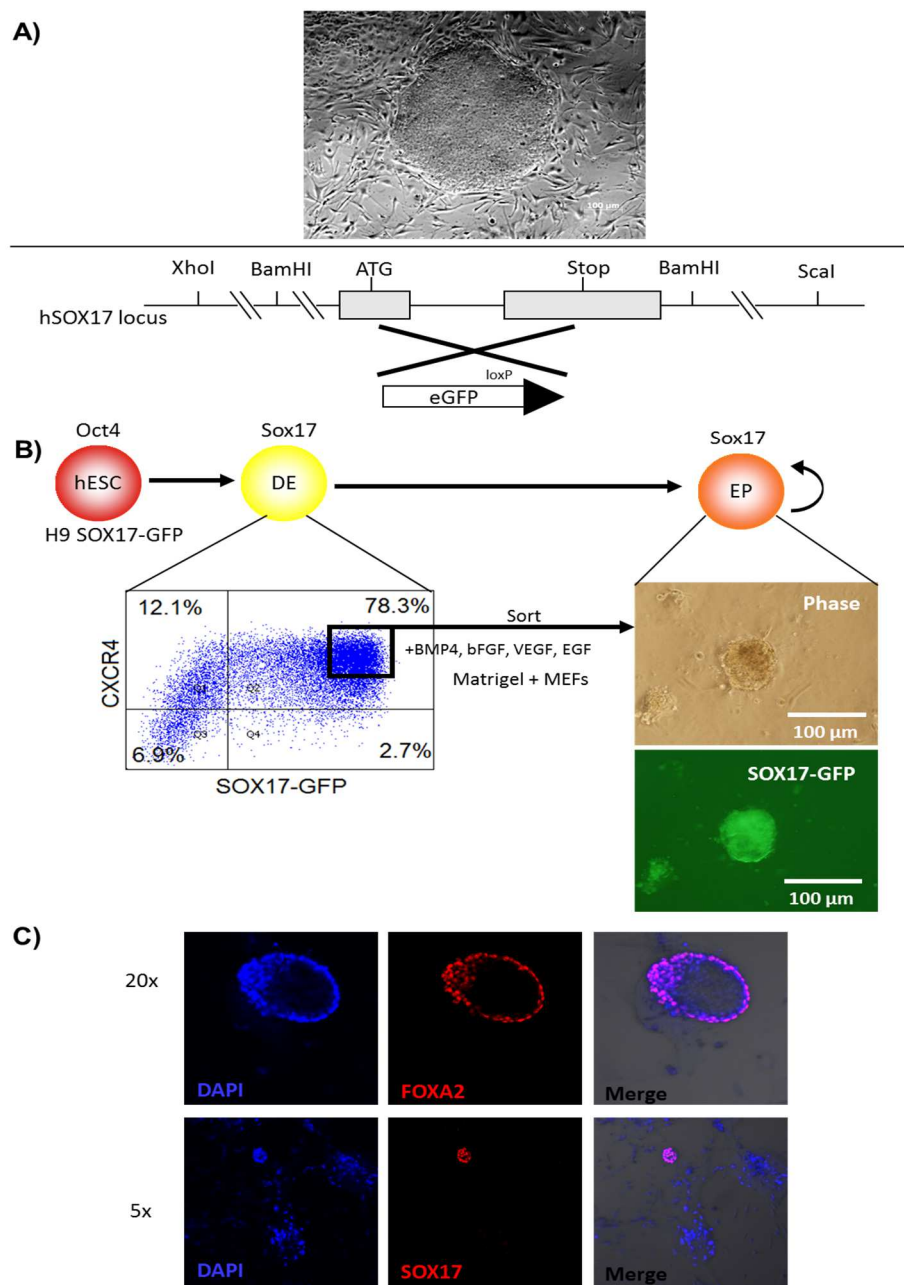 A)
100 µm
XhoI BamHI ATG Stop BamHI ScaI
hSOX17 locus
loxP
eGFP
B)
Oct4 Sox17 Sox17
hESC DE EP
H9 SOX17-GFP
12.1% 78.3%
CXCR4
Q1 Q2
Q3 Q4
6.9% 2.7%
SOX17-GFP
Sort
+BMP4, bFGF, VEGF, EGF
Matrigel + MEFs
Phase
100 µm
SOX17-GFP
100 µm
C)
20x
DAPI FOXA2 Merge
5x
DAPI SOX17 Merge